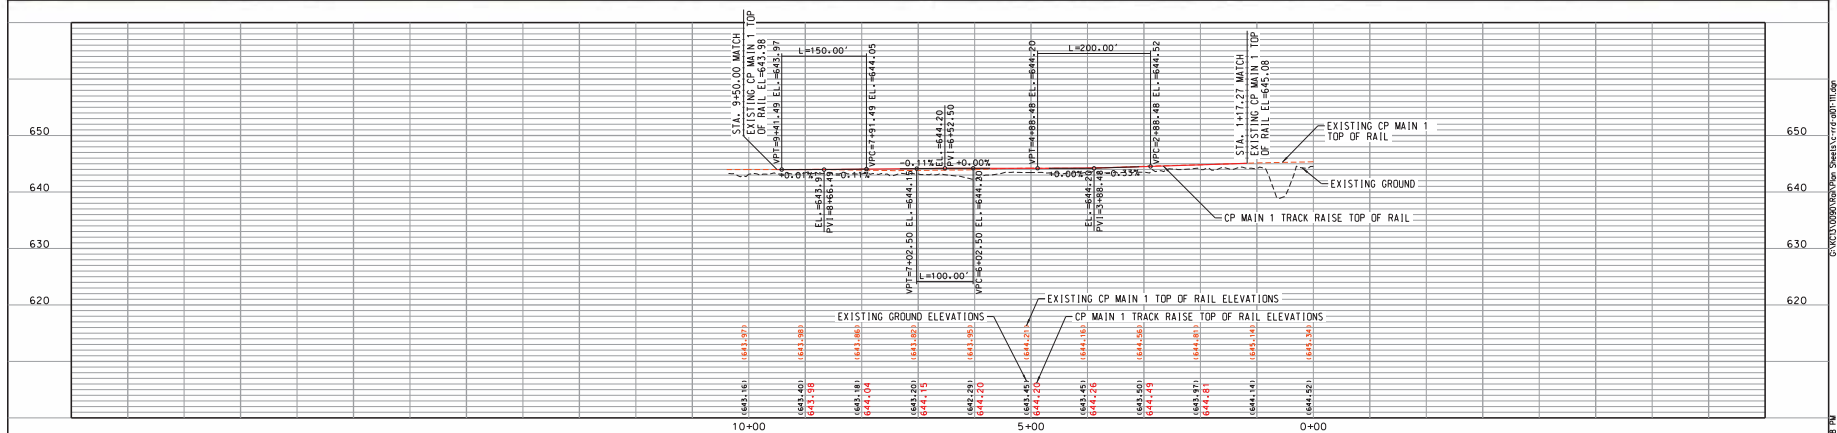 STA. 9+50.00 MATCH
EXISTING CP MAIN 1 TOP
OF RAIL EL=643.98
VPT=9+41.49 EL.=643.97
L=150.00'
VPC=7+91.49 EL.=644.05
EL.=644.20
PVI=6+52.50
VPT=4+88.48 EL.=644.20
L=200.00'
VPC=2+88.48 EL.=644.52
STA. 1+17.27 MATCH
EXISTING CP MAIN 1 TOP
OF RAIL EL=645.08
EXISTING CP MAIN 1
TOP OF RAIL
650
650
-0.11%
+0.00%
+0.01%
-0.11%
+0.00%
-0.33%
640
640
EXISTING GROUND
EL.=643.97
PVI=8+66.49
VPT=7+02.50 EL.=644.15
VPC=6+02.50 EL.=644.20
EL.=644.20
PVI=3+88.48
CP MAIN 1 TRACK RAISE TOP OF RAIL
630
630
L=100.00'
620
620
EXISTING CP MAIN 1 TOP OF RAIL ELEVATIONS
EXISTING GROUND ELEVATIONS
CP MAIN 1 TRACK RAISE TOP OF RAIL ELEVATIONS
(643.97)
(643.98)
(643.86)
(643.82)
(643.95)
(644.21)
(644.16)
(644.56)
(644.81)
(645.14)
(645.34)
(643.16)
(643.40)
643.98
(643.18)
644.04
(643.20)
644.15
(642.29)
644.20
(643.45)
644.20
(643.45)
644.26
(643.50)
644.49
(643.97)
644.81
(644.14)
(644.52)
10+00
5+00
0+00